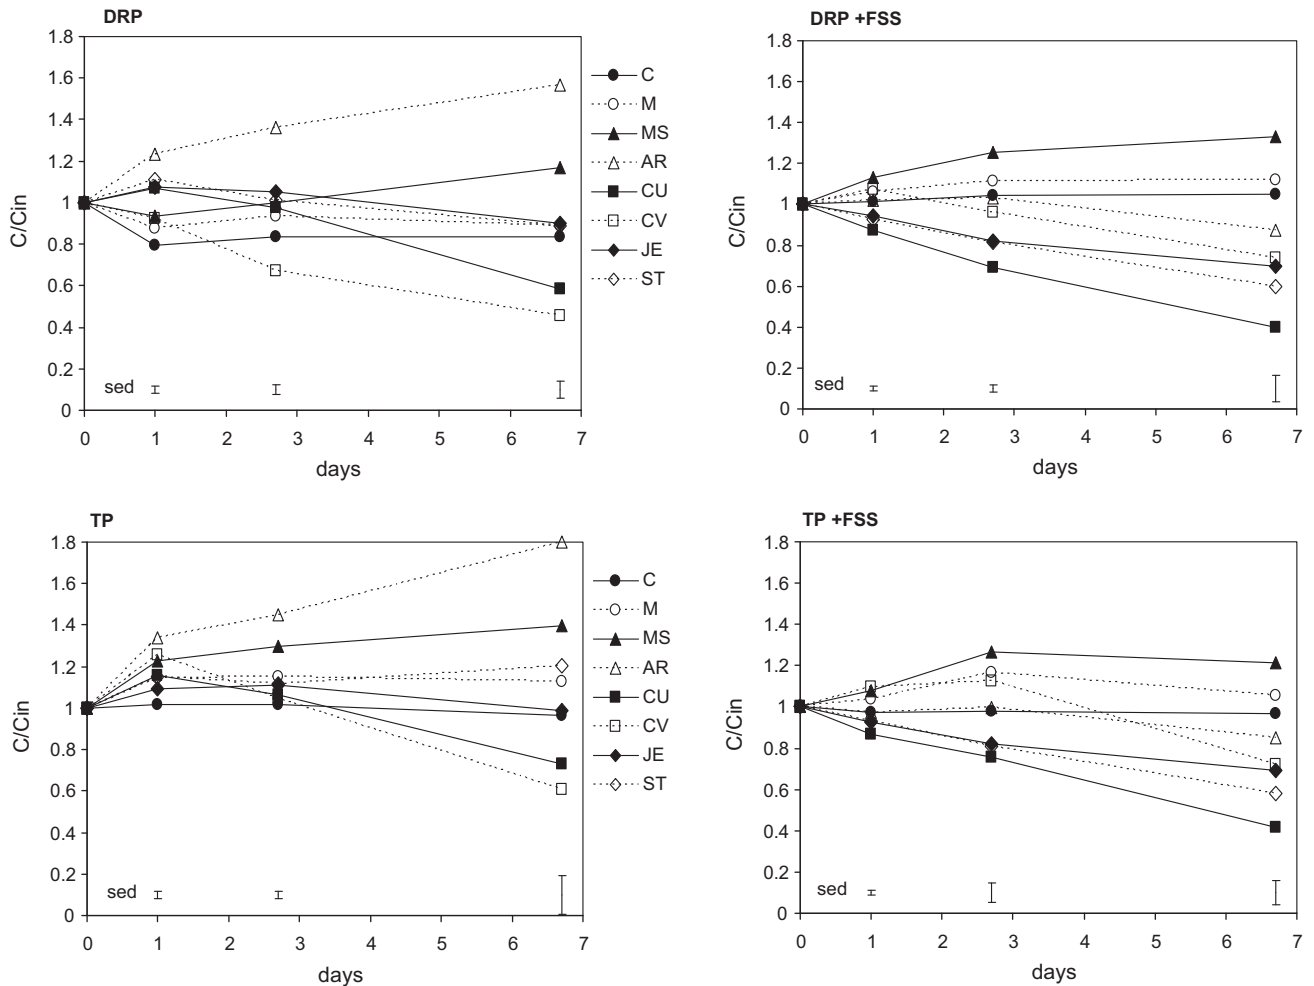 DRP
1.8
1.6
1.4
1.2
1
0.8
0.6
0.4
0.2
0
C/Cin
sed
0 1 2 3 4 5 6 7
days
C
M
MS
AR
CU
CV
JE
ST
DRP +FSS
1.8
1.6
1.4
1.2
1
0.8
0.6
0.4
0.2
0
C/Cin
sed
0 1 2 3 4 5 6 7
days
TP
1.8
1.6
1.4
1.2
1
0.8
0.6
0.4
0.2
0
C/Cin
sed
0 1 2 3 4 5 6 7
days
C
M
MS
AR
CU
CV
JE
ST
TP +FSS
1.8
1.6
1.4
1.2
1
0.8
0.6
0.4
0.2
0
C/Cin
sed
0 1 2 3 4 5 6 7
days